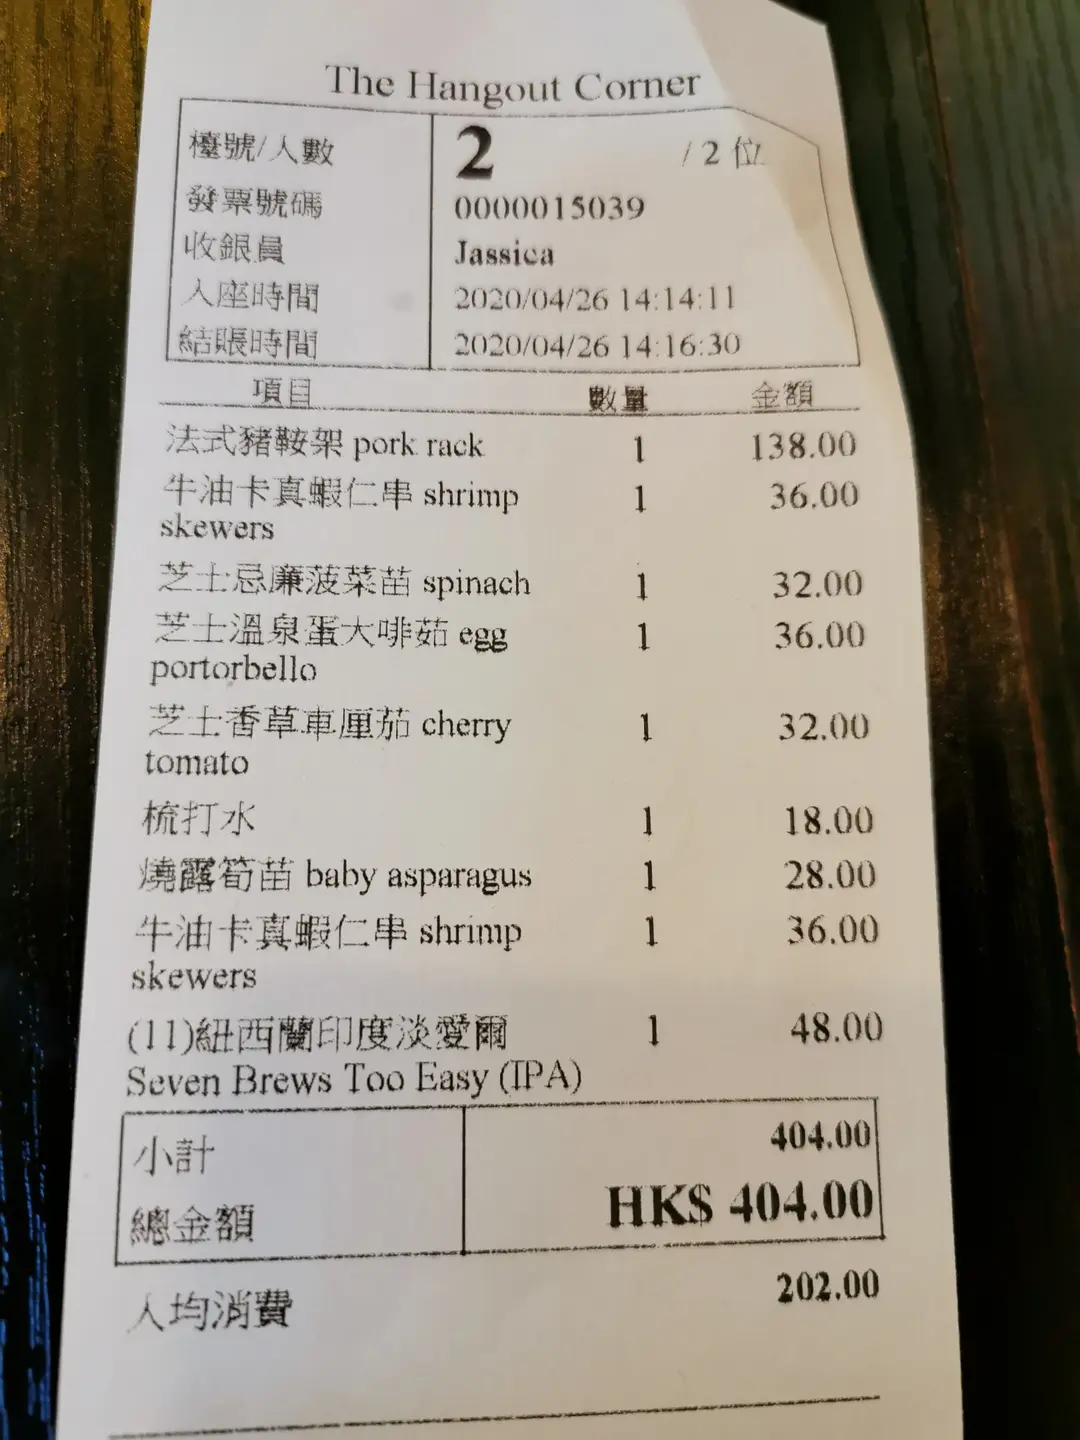 The Hangout Corner
檯號/人數 2 / 2 位
發票號碼 0000015039
收銀員 Jassica
入座時間 2020/04/26 14:14:11
結賬時間 2020/04/26 14:16:30
項目 數量 金額
法式豬鞍架 pork rack 1 138.00
牛油卡真蝦仁串 shrimp 1 36.00
skewers
芝士忌廉菠菜苗 spinach 1 32.00
芝士溫泉蛋大啡菇 egg 1 36.00
portorbello
芝士香草車厘茄 cherry 1 32.00
tomato
梳打水 1 18.00
燒露筍苗 baby asparagus 1 28.00
牛油卡真蝦仁串 shrimp 1 36.00
skewers
(11)紐西蘭印度淡愛爾 1 48.00
Seven Brews Too Easy (IPA)
小計 404.00
總金額 HK$ 404.00
人均消費 202.00